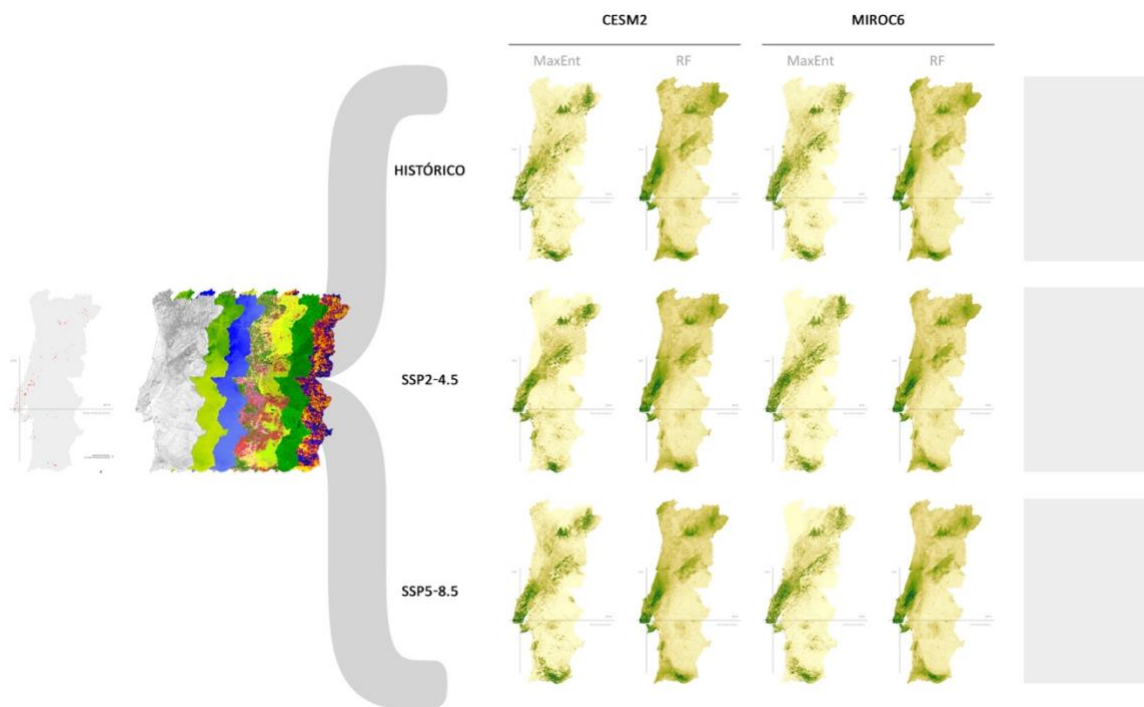 CESM2 MIROC6
MaxEnt RF MaxEnt RF
HISTÓRICO
SSP2-4.5
SSP5-8.5